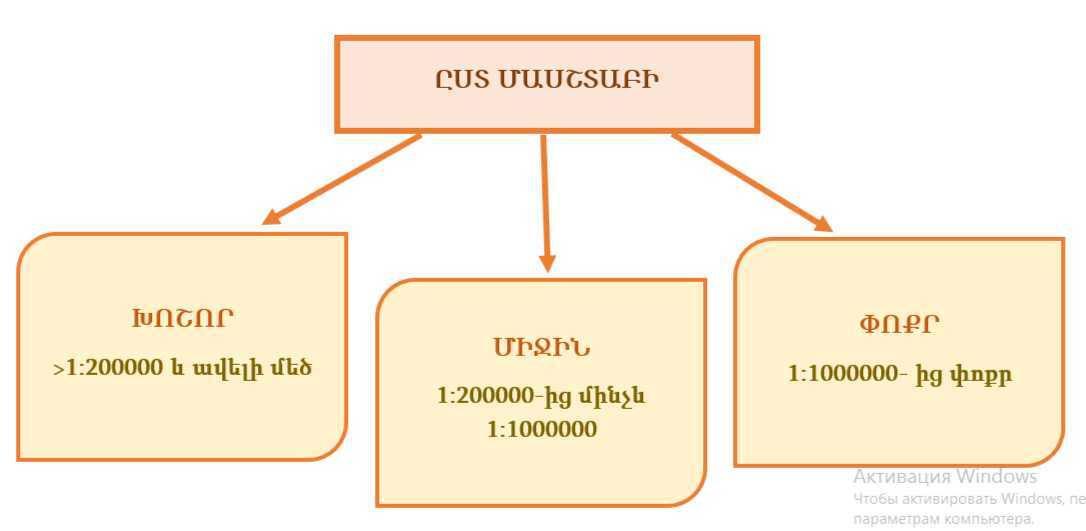 ԸՍՏ ՄԱՍՇՏԱԲԻ
ԽՈՇՈՐ
>1:200000 և ավելի մեծ
ՄԻՋԻՆ
1:200000-ից մինչև
1:1000000
ՓՈՔՐ
1:1000000- ից փոքր
Активация Windows
Чтобы активировать Windows, пе
параметрам компьютера.